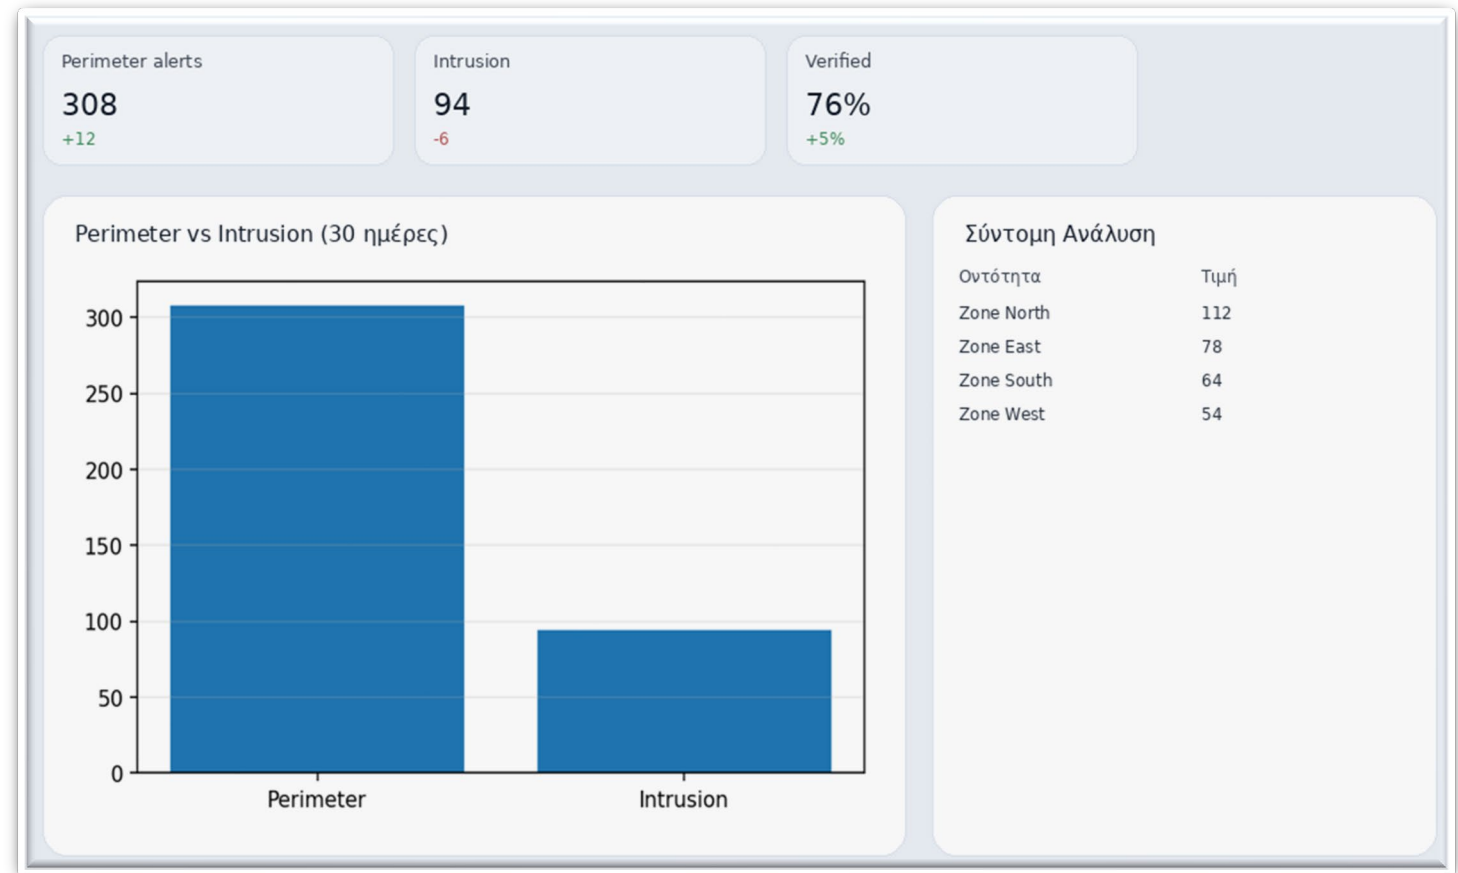 Perimeter alerts
308
+12
Intrusion
94
-6
Verified
76%
+5%
Perimeter vs Intrusion (30 ημέρες)
300
250
200
150
100
50
0
Perimeter
Intrusion
Σύντομη Ανάλυση
Οντότητα Τιμή
Zone North 112
Zone East 78
Zone South 64
Zone West 54